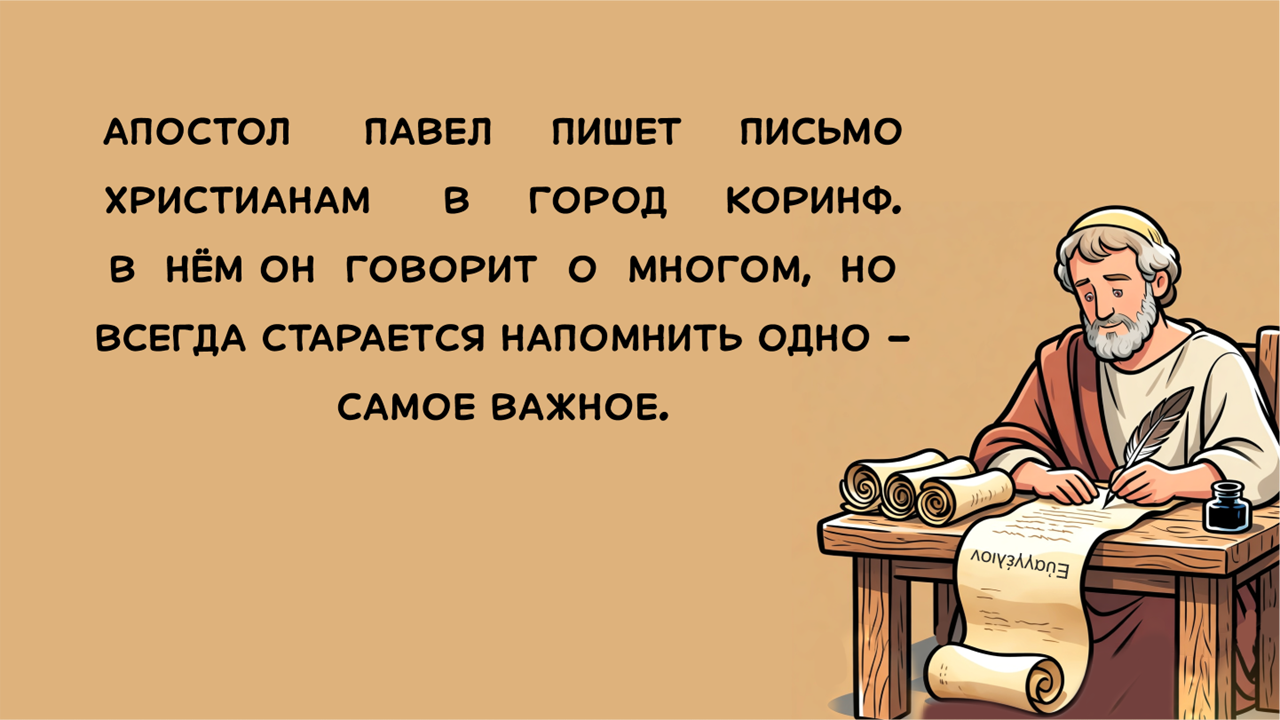 АПОСТОЛ ПАВЕЛ ПИШЕТ ПИСЬМО
ХРИСТИАНАМ В ГОРОД КОРИНФ.
В НЁМ ОН ГОВОРИТ О МНОГОМ, НО
ВСЕГДА СТАРАЕТСЯ НАПОМНИТЬ ОДНО –
САМОЕ ВАЖНОЕ.
Εὐαγγέλιον